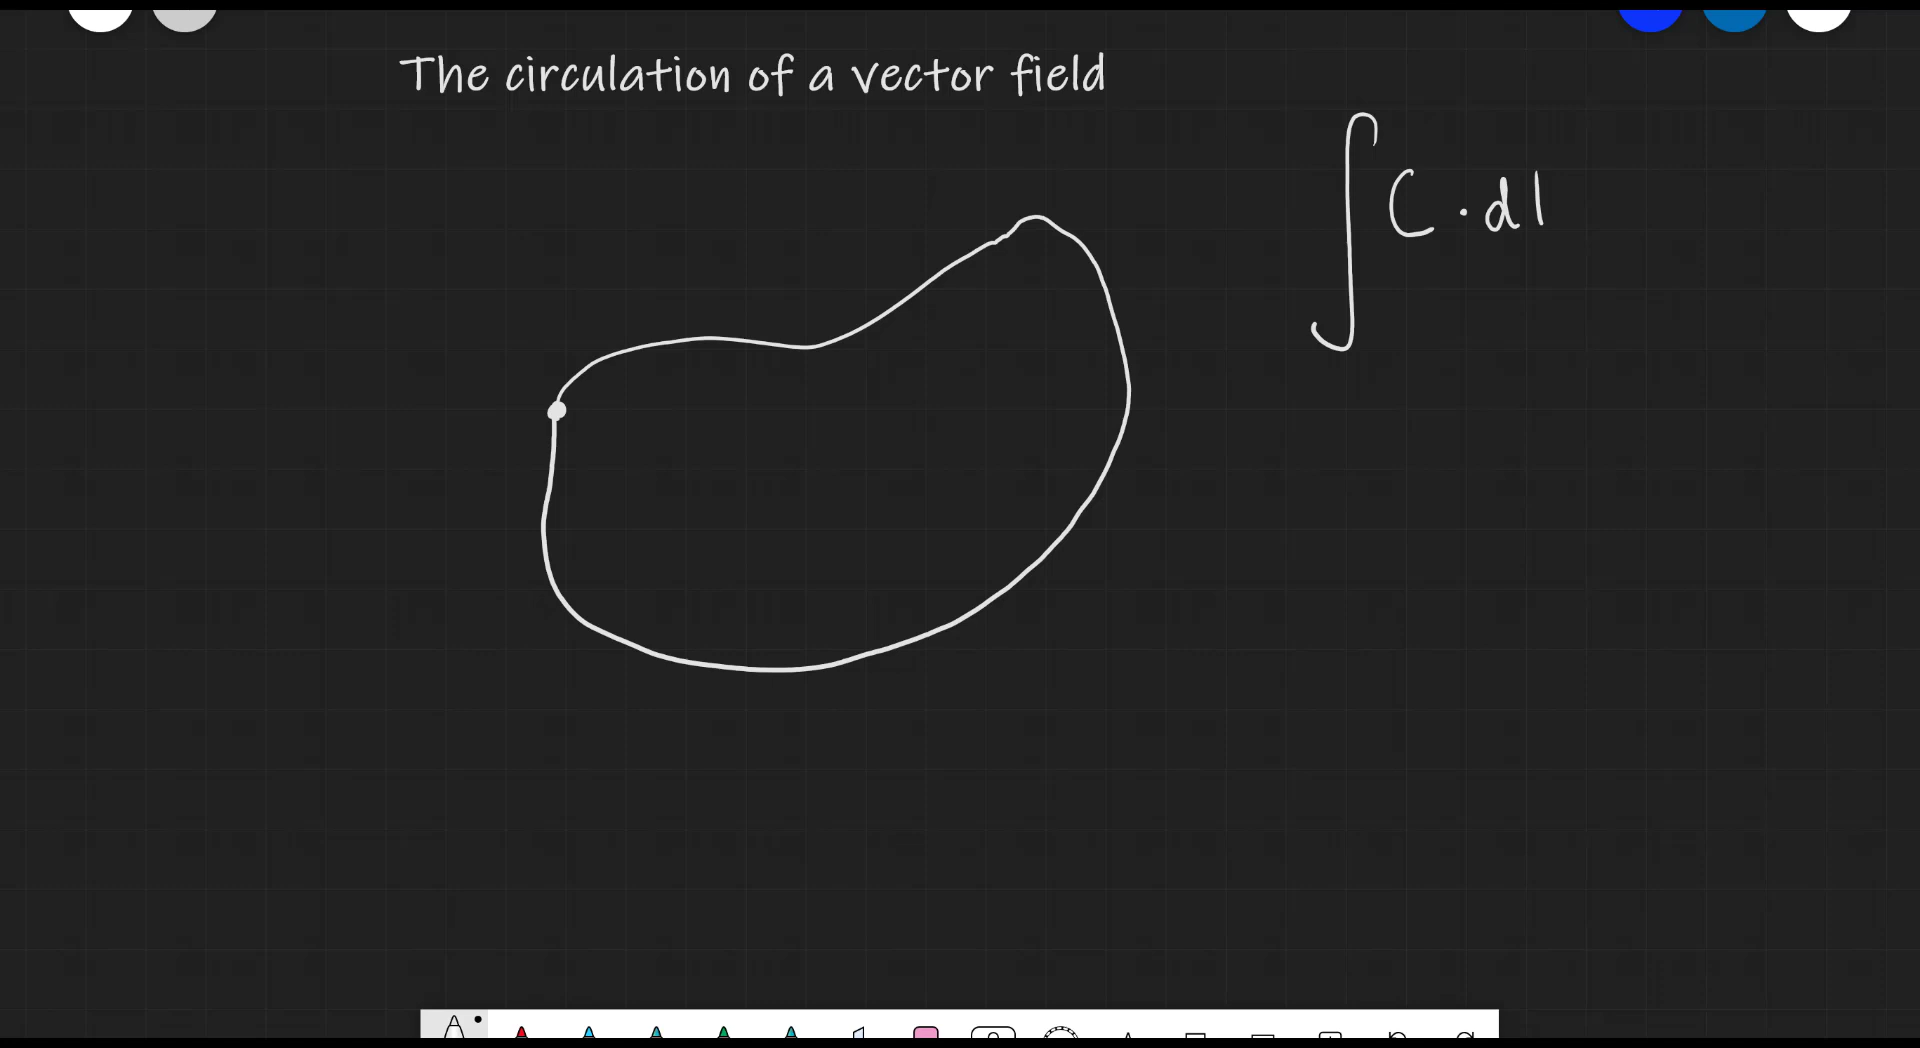 The circulation of a vector field
∫ C · dl